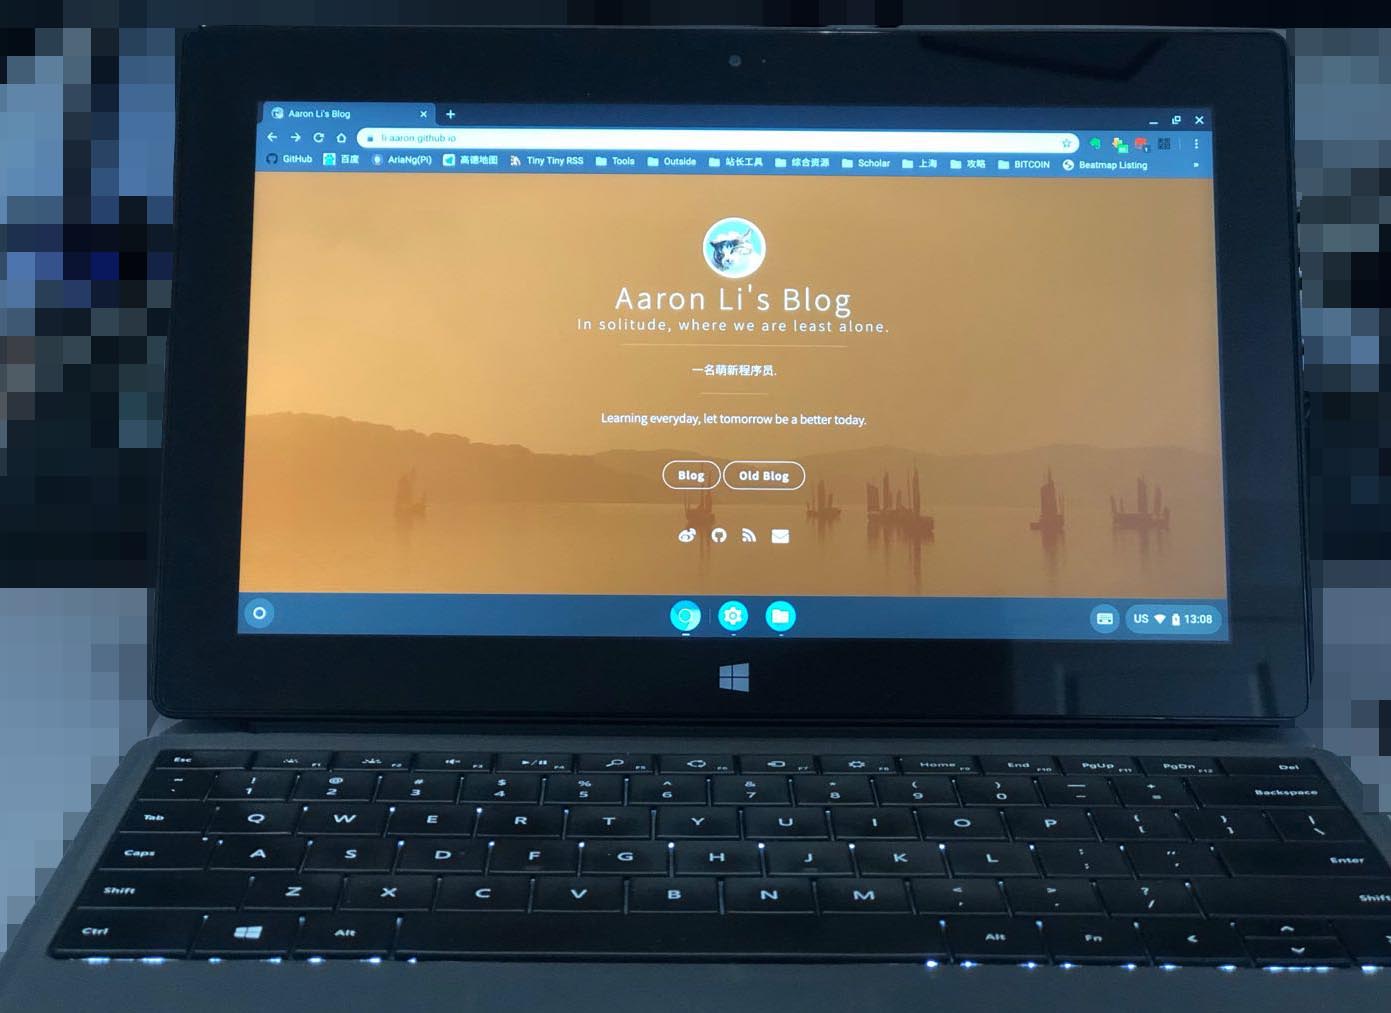 Aaron Li's Blog
li-aaron.github.io
GitHub 百度 AriaNg(Pi) 高德地图 Tiny Tiny RSS Tools Outside 站长工具 综合资源 Scholar 上海 攻略 BITCOIN Beatmap Listing »
Aaron Li's Blog
In solitude, where we are least alone.
一名萌新程序员.
Learning everyday, let tomorrow be a better today.
Blog Old Blog
US 13:08
Esc F1 F2 F3 F4 F5 F6 F7 F8 Home F9 End F10 PgUp F11 PgDn F12 Del
~ ! @ # $ % ^ & * ( ) — +
` 1 2 3 4 5 6 7 8 9 0 - = Backspace
Tab Q W E R T Y U I O P { [ } ] | \
Caps A S D F G H J K L : ; " ' Enter
Shift Z X C V B N M < , > . ? / Shift
Ctrl Alt Alt Fn